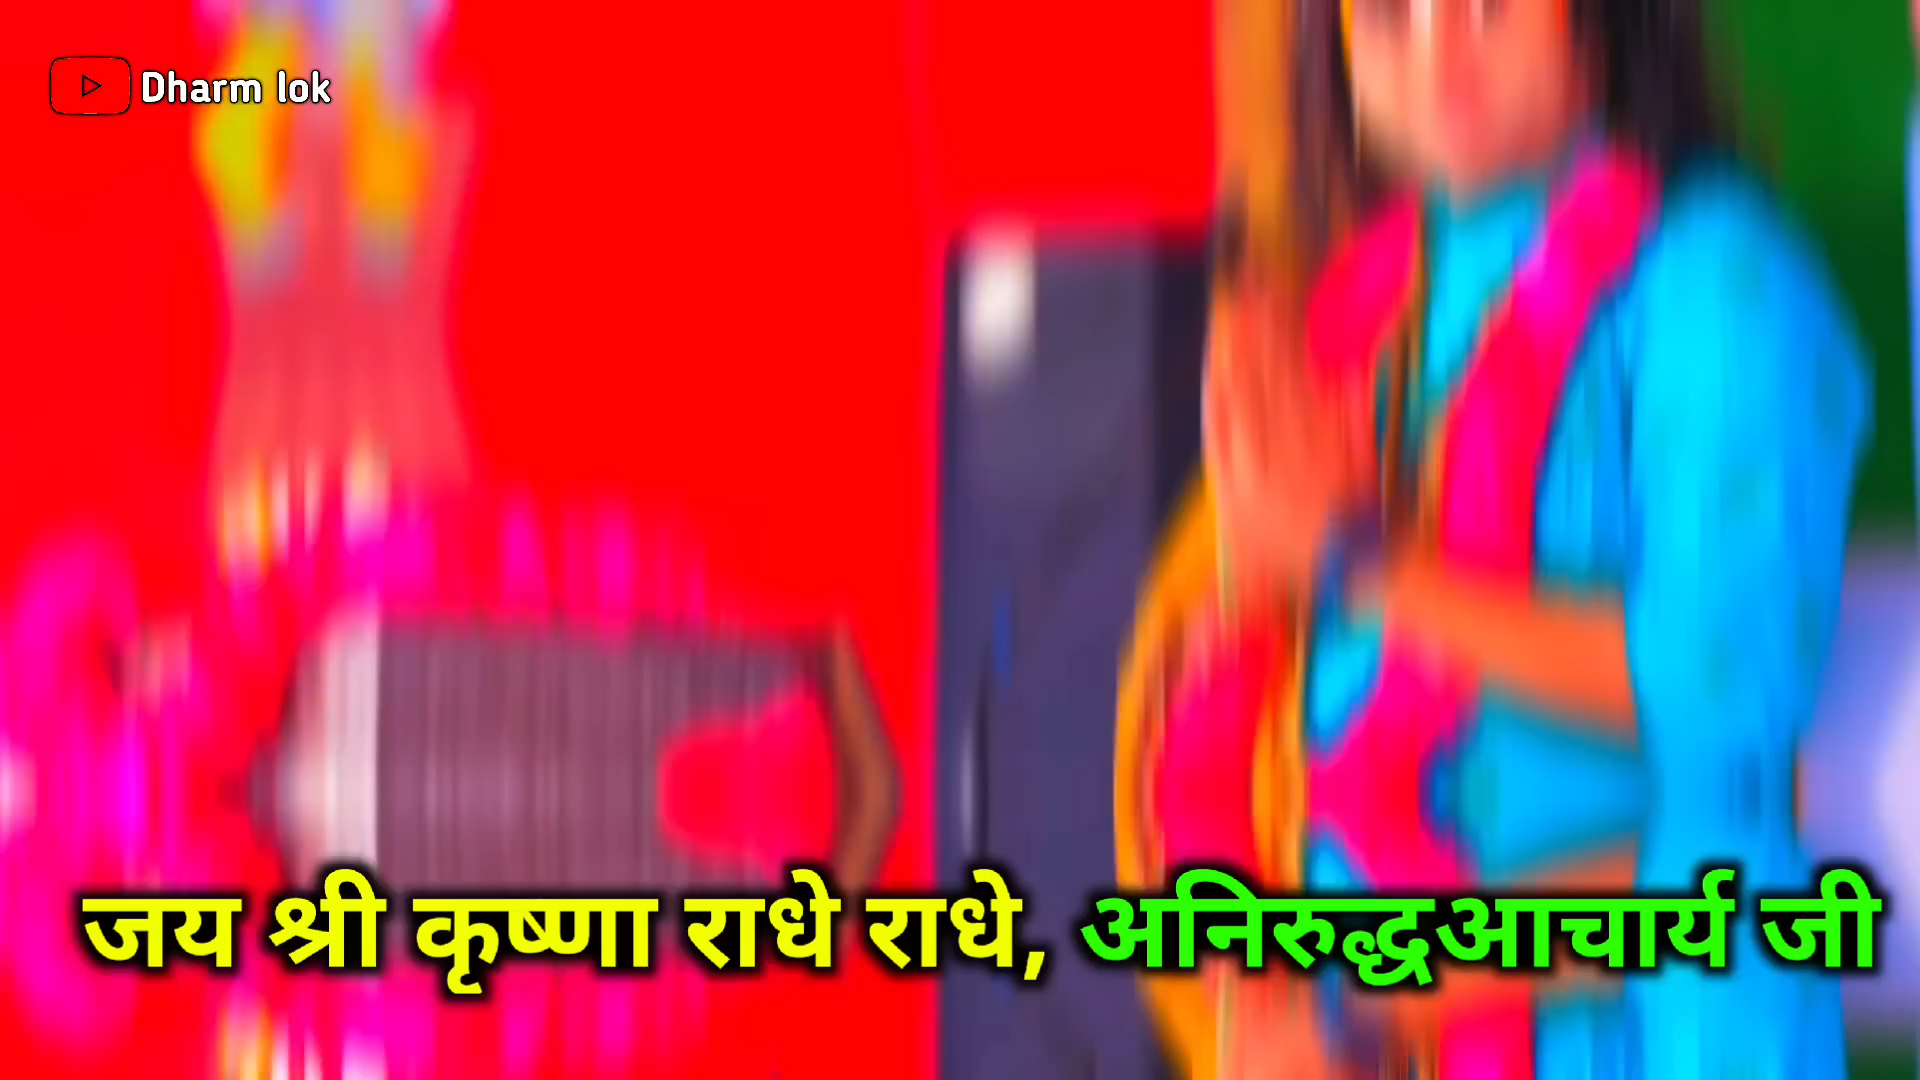 Dharm lok
जय श्री कृष्णा राधे राधे, अनिरुद्धआचार्य जी